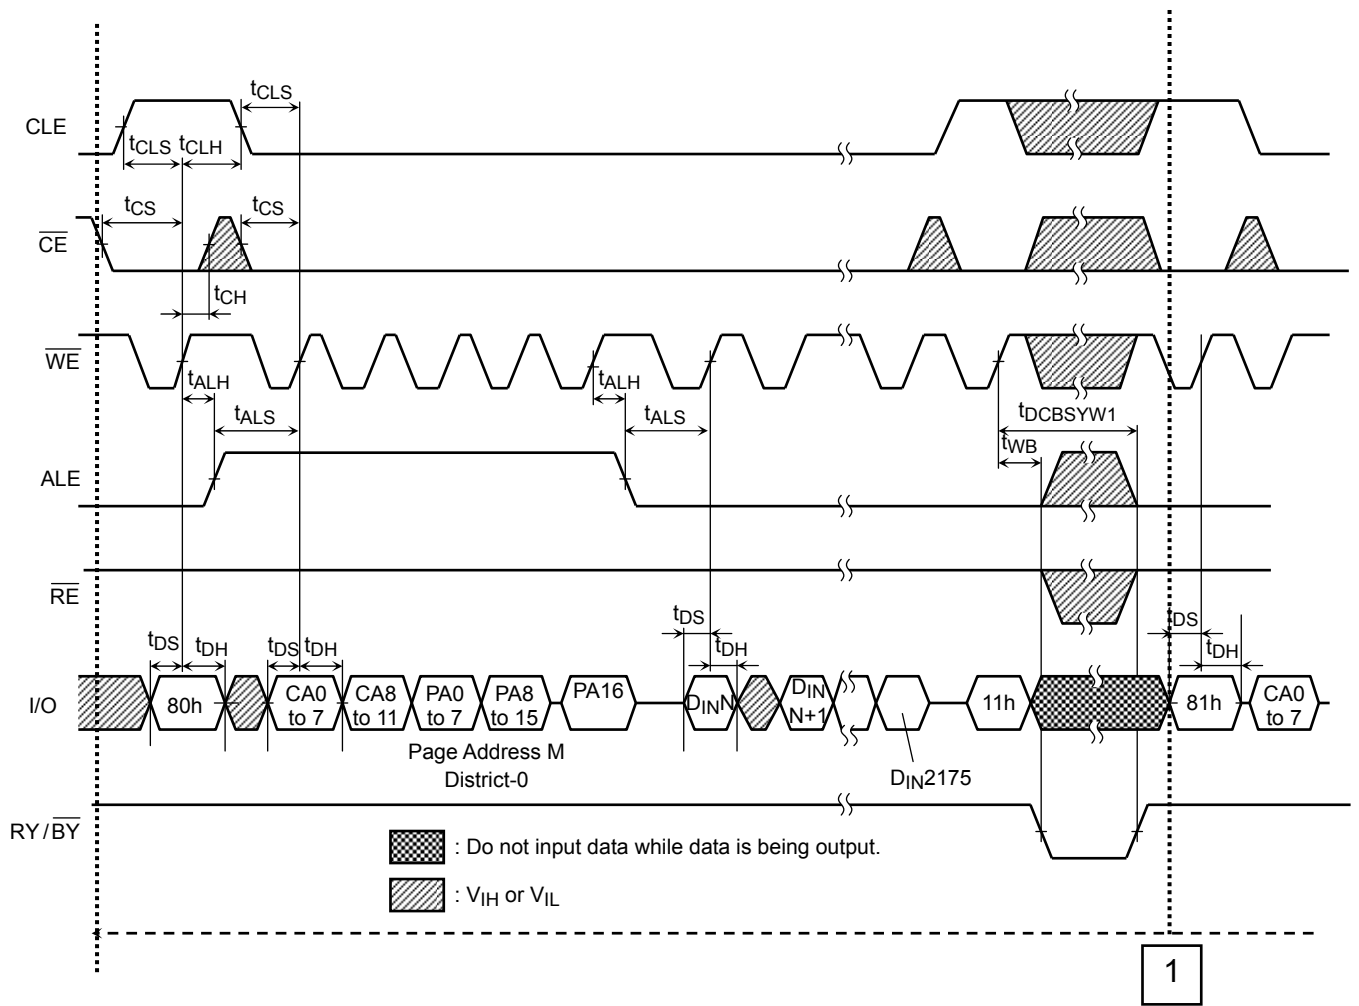 CLE
tCLS
tCLS tCLH
CE
tCS tCS
tCH
WE
tALH tALH
tALS tALS
tDCBSYW1
tWB
ALE
RE
tDS tDH tDS tDH tDS tDH tDS tDH
I/O
80h
CA0 to 7
CA8 to 11
PA0 to 7
PA8 to 15
PA16
DINN
DIN N+1
11h
81h
CA0 to 7
Page Address M
District-0
DIN2175
RY/BY
: Do not input data while data is being output.
: VIH or VIL
1